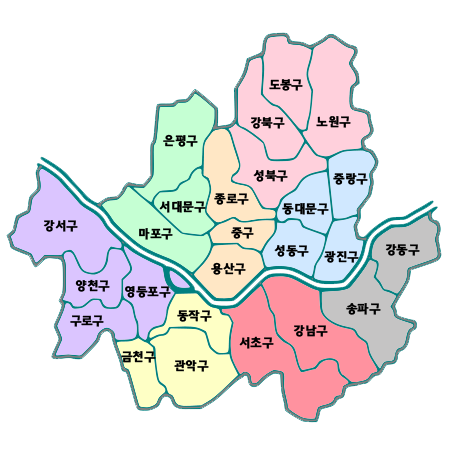 도봉구
강북구
노원구
은평구
성북구
중랑구
서대문구
종로구
동대문구
강서구
마포구
중구
성동구
광진구
강동구
용산구
양천구
영등포구
송파구
구로구
동작구
강남구
서초구
금천구
관악구